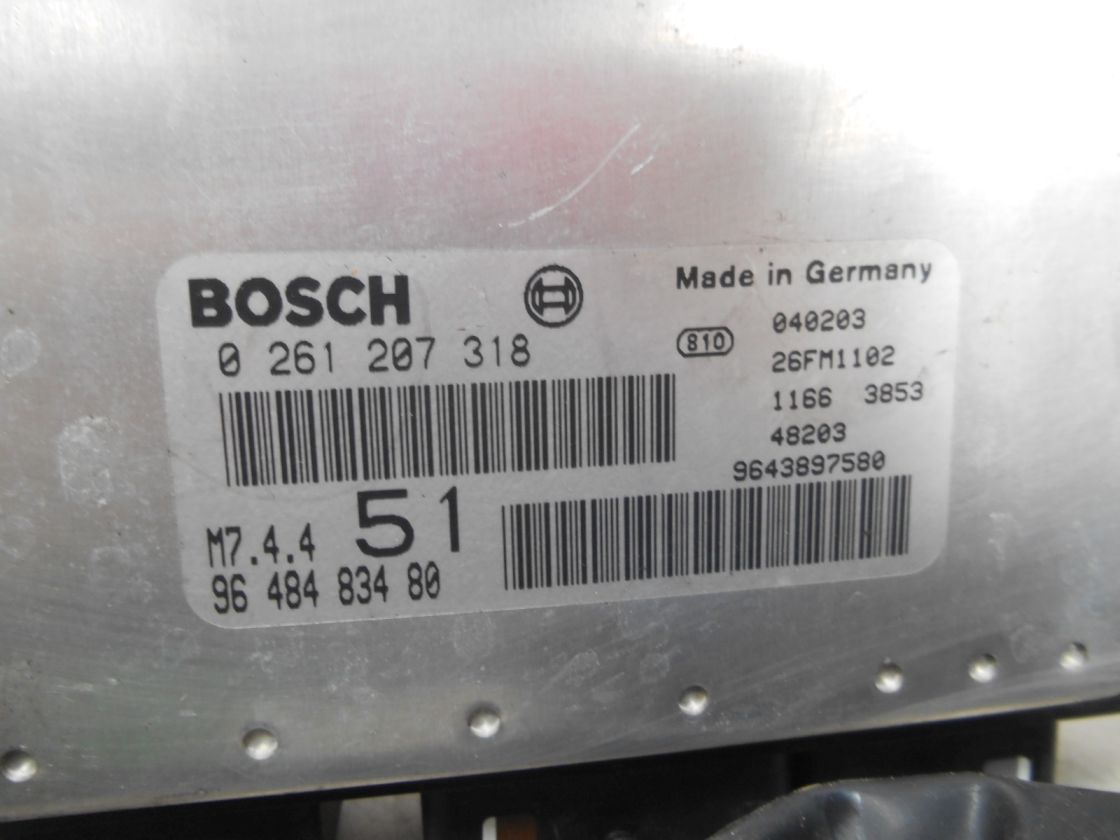 BOSCH
Made in Germany
0 261 207 318
810
040203
26FM1102
1166 3853
48203
9643897580
M7.4.4 51
96 484 834 80